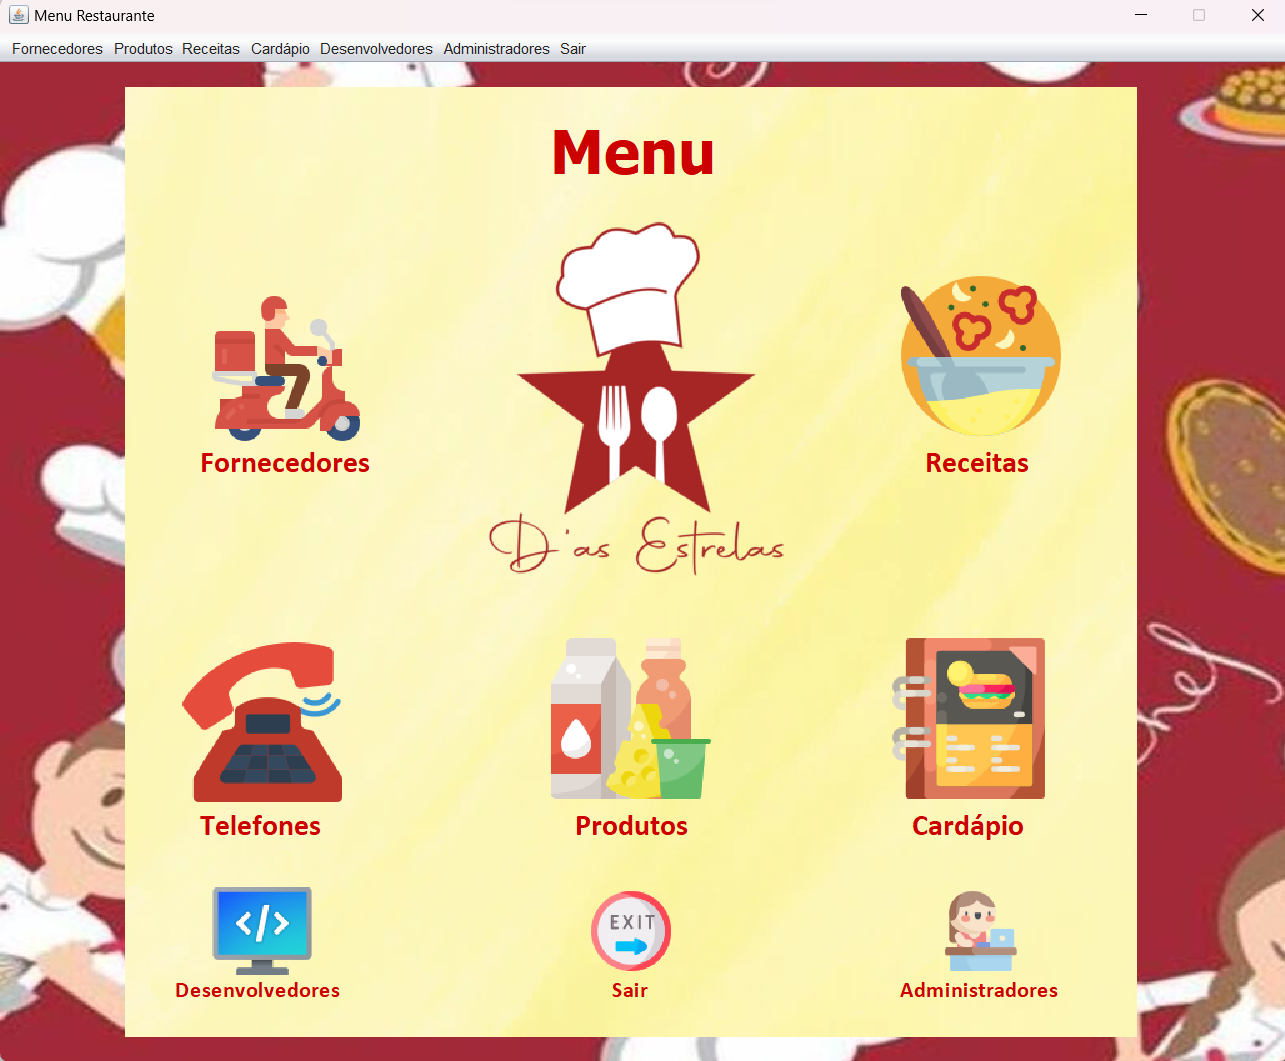 Menu Restaurante
Fornecedores Produtos Receitas Cardápio Desenvolvedores Administradores Sair
Menu
Fornecedores
Receitas
D'as Estrelas
Telefones
Produtos
Cardápio
</>
EXIT
Desenvolvedores
Sair
Administradores